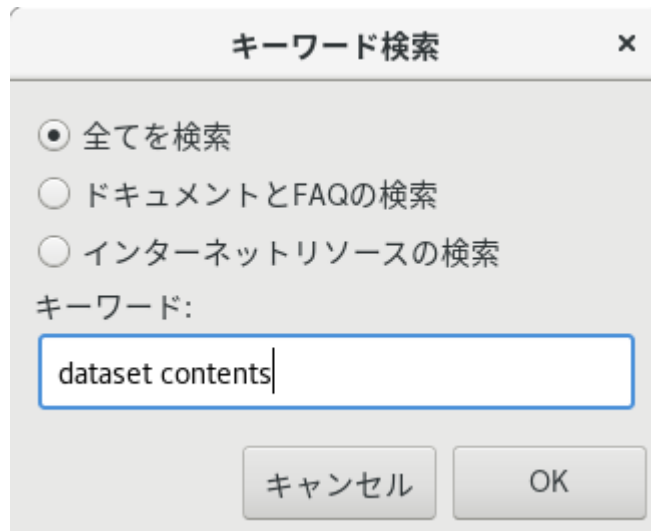 キーワード検索 ×
全てを検索
ドキュメントとFAQの検索
インターネットリソースの検索
キーワード:
dataset contents
キャンセル OK